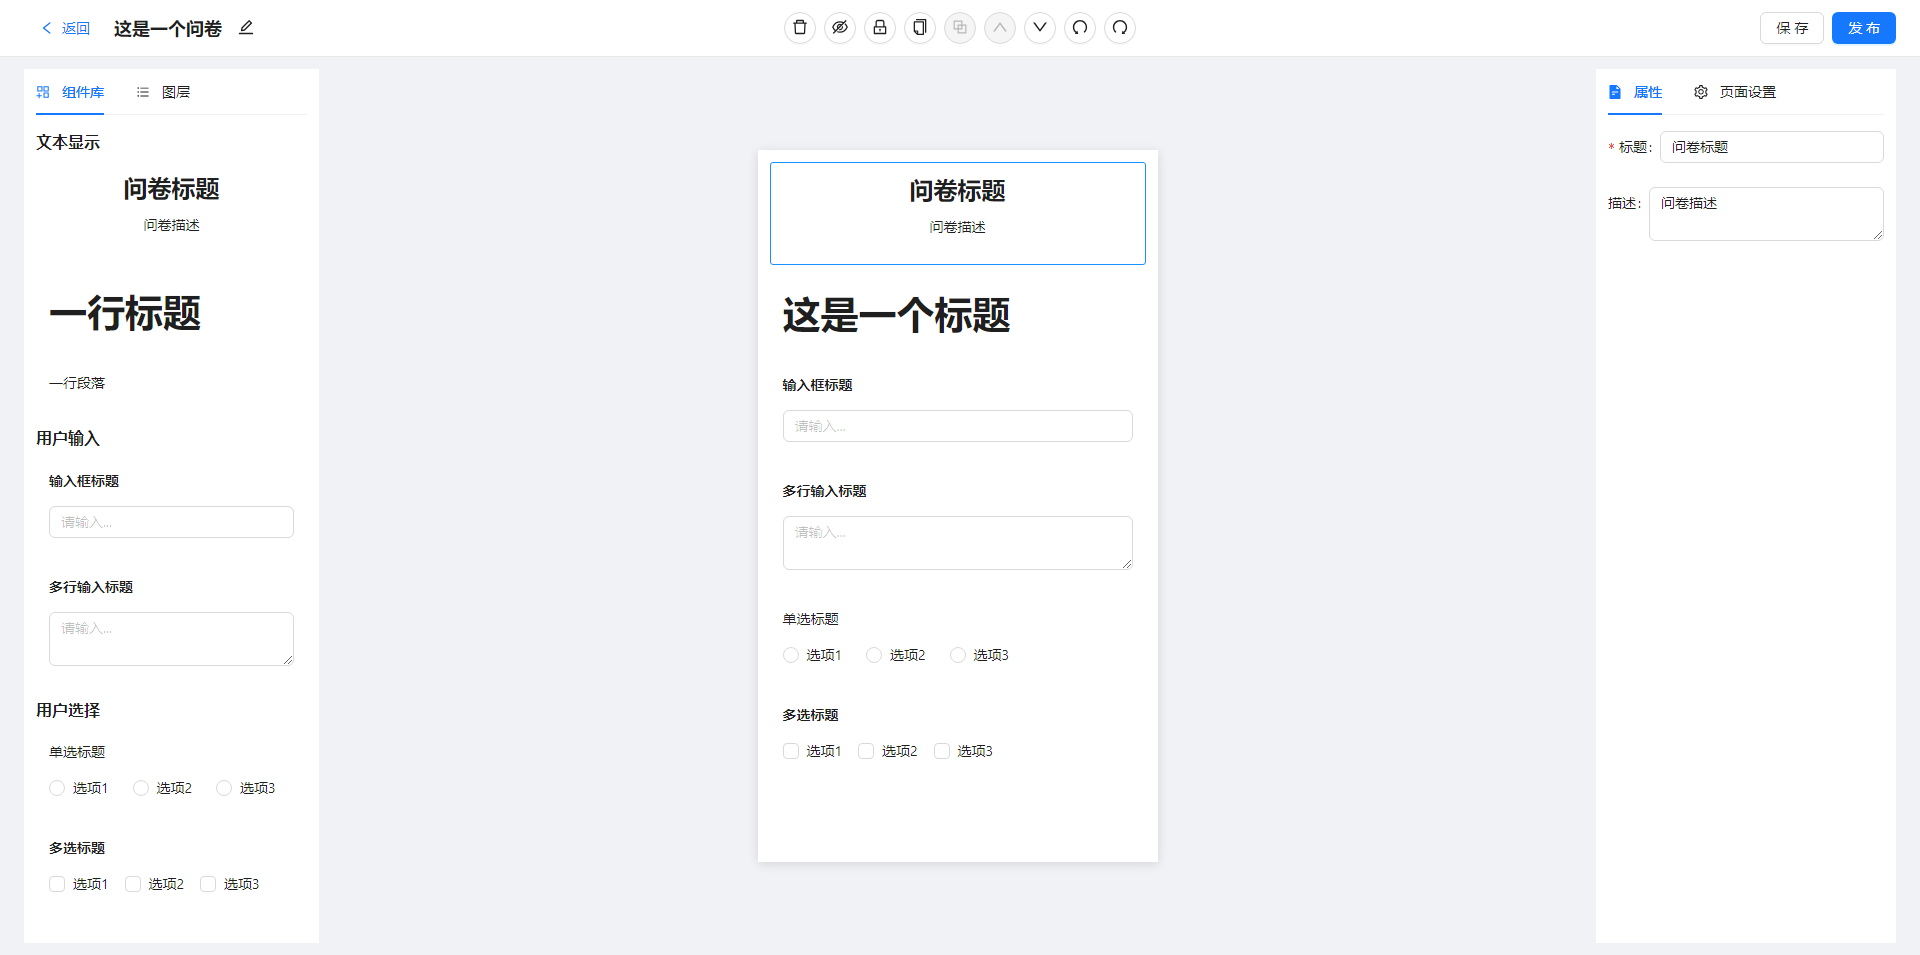 返回 这是一个问卷
保 存 发 布
组件库 图层
文本显示
问卷标题
问卷描述
一行标题
一行段落
用户输入
输入框标题
请输入...
多行输入标题
请输入...
用户选择
单选标题
选项1 选项2 选项3
多选标题
选项1 选项2 选项3
问卷标题
问卷描述
这是一个标题
输入框标题
请输入...
多行输入标题
请输入...
单选标题
选项1 选项2 选项3
多选标题
选项1 选项2 选项3
属性 页面设置
* 标题: 问卷标题
描述: 问卷描述